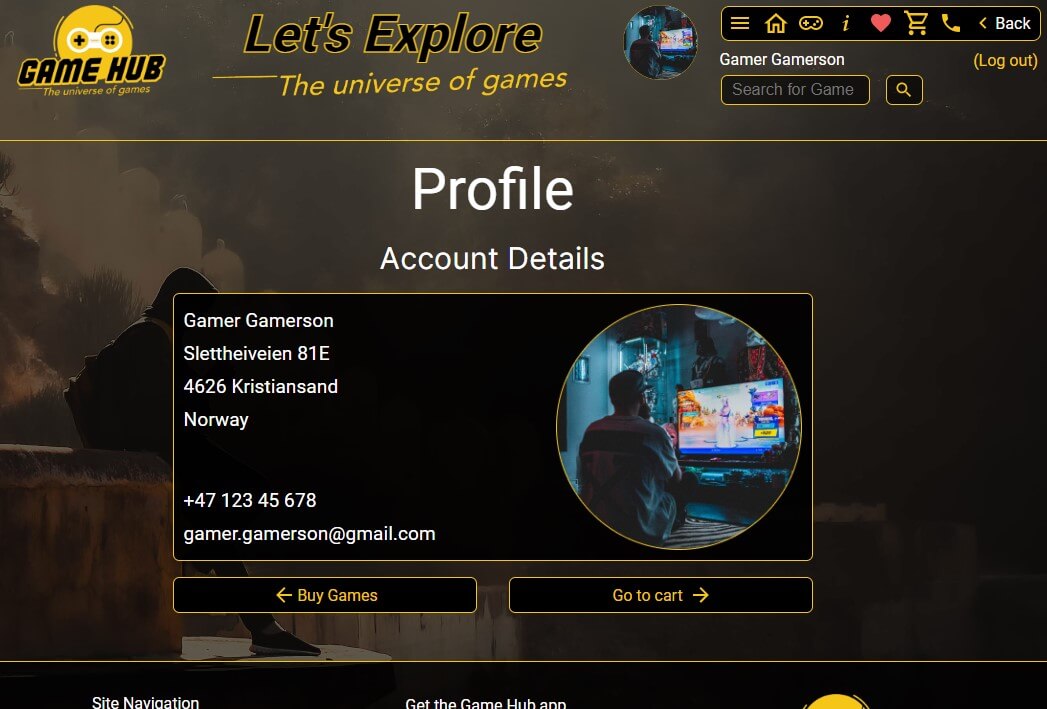 GAME HUB
The universe of games
Let's Explore
The universe of games
i
Back
Gamer Gamerson
(Log out)
Search for Game
Profile
Account Details
Gamer Gamerson
Slettheiveien 81E
4626 Kristiansand
Norway
+47 123 45 678
gamer.gamerson@gmail.com
Buy Games
Go to cart
Site Navigation
Get the Game Hub app